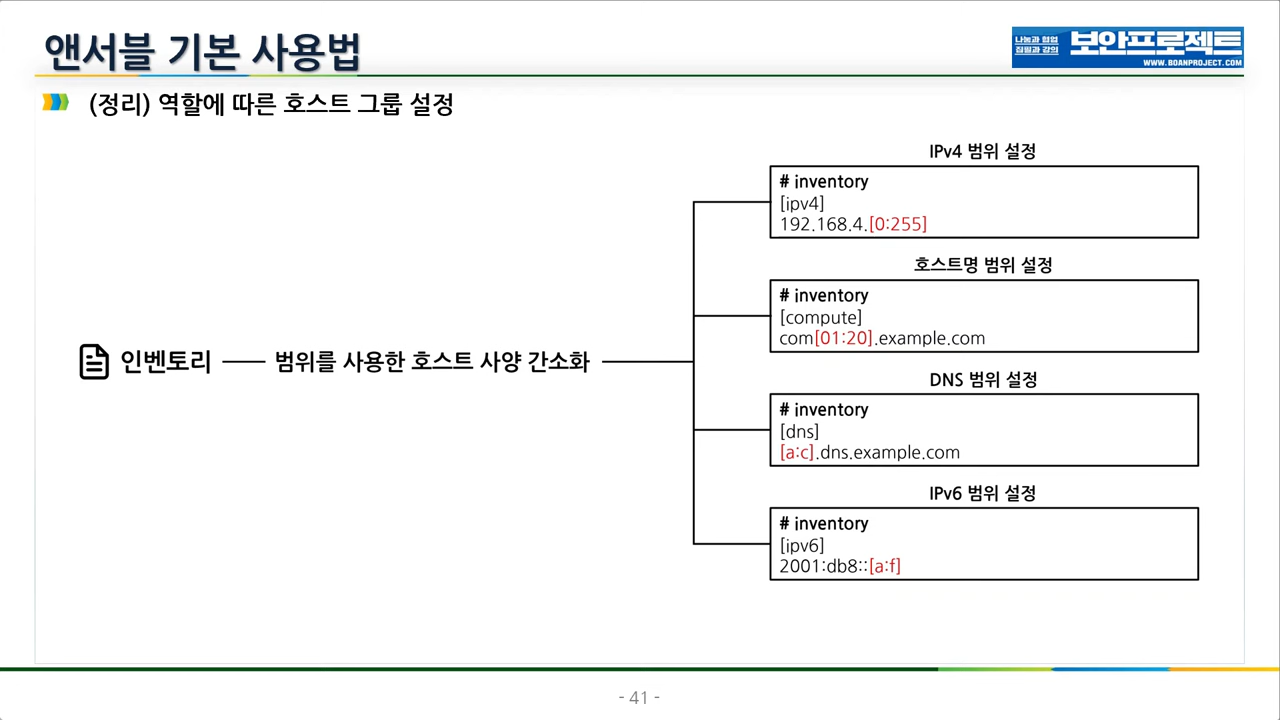 앤서블 기본 사용법
나눔과 협업
집필과 강의
보안프로젝트
WWW.BOANPROJECT.COM
(정리) 역할에 따른 호스트 그룹 설정
인벤토리
범위를 사용한 호스트 사양 간소화
IPv4 범위 설정
# inventory
[ipv4]
192.168.4.[0:255]
호스트명 범위 설정
# inventory
[compute]
com[01:20].example.com
DNS 범위 설정
# inventory
[dns]
[a:c].dns.example.com
IPv6 범위 설정
# inventory
[ipv6]
2001:db8::[a:f]
- 41 -